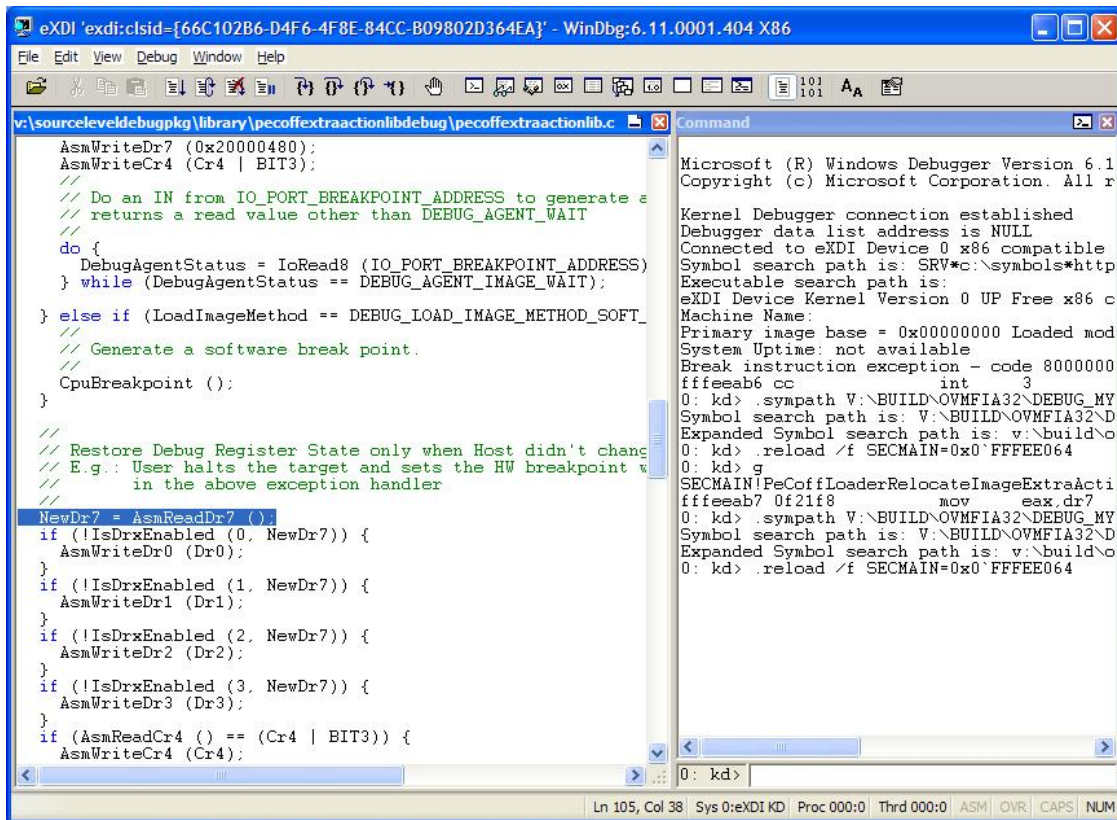 eXDI 'exdi:clsid={66C102B6-D4F6-4F8E-84CC-B09802D364EA}' - WinDbg:6.11.0001.404 X86
File Edit View Debug Window Help
v:\sourceleveldebugpkg\library\pecoffextraactionlibdebug\pecoffextraactionlib.c
AsmWriteDr7 (0x20000480);
AsmWriteCr4 (Cr4 | BIT3);
//
// Do an IN from IO_PORT_BREAKPOINT_ADDRESS to generate a
// returns a read value other than DEBUG_AGENT_WAIT
//
do {
DebugAgentStatus = IoRead8 (IO_PORT_BREAKPOINT_ADDRESS)
} while (DebugAgentStatus == DEBUG_AGENT_IMAGE_WAIT);
} else if (LoadImageMethod == DEBUG_LOAD_IMAGE_METHOD_SOFT_
//
// Generate a software break point.
//
CpuBreakpoint ();
}
//
// Restore Debug Register State only when Host didn't chang
// E.g.: User halts the target and sets the HW breakpoint w
// in the above exception handler
//
NewDr7 = AsmReadDr7 ();
if (!IsDrxEnabled (0, NewDr7)) {
AsmWriteDr0 (Dr0);
}
if (!IsDrxEnabled (1, NewDr7)) {
AsmWriteDr1 (Dr1);
}
if (!IsDrxEnabled (2, NewDr7)) {
AsmWriteDr2 (Dr2);
}
if (!IsDrxEnabled (3, NewDr7)) {
AsmWriteDr3 (Dr3);
}
if (AsmReadCr4 () == (Cr4 | BIT3)) {
AsmWriteCr4 (Cr4);
Command
Microsoft (R) Windows Debugger Version 6.1
Copyright (c) Microsoft Corporation. All r
Kernel Debugger connection established
Debugger data list address is NULL
Connected to eXDI Device 0 x86 compatible
Symbol search path is: SRV*c:\symbols*http
Executable search path is:
eXDI Device Kernel Version 0 UP Free x86 c
Machine Name:
Primary image base = 0x00000000 Loaded mod
System Uptime: not available
Break instruction exception - code 8000000
fffeeab6 cc int 3
0: kd> .sympath V:\BUILD\OVMFIA32\DEBUG_MY
Symbol search path is: V:\BUILD\OVMFIA32\D
Expanded Symbol search path is: v:\build\o
0: kd> .reload /f SECMAIN=0x0`FFFEE064
0: kd> g
SECMAIN!PeCoffLoaderRelocateImageExtraActi
fffeeab7 0f21f8 mov eax,dr7
0: kd> .sympath V:\BUILD\OVMFIA32\DEBUG_MY
Symbol search path is: V:\BUILD\OVMFIA32\D
Expanded Symbol search path is: v:\build\o
0: kd> .reload /f SECMAIN=0x0`FFFEE064
0: kd>
Ln 105, Col 38 Sys 0:eXDI KD Proc 000:0 Thrd 000:0 ASM OVR CAPS NUM